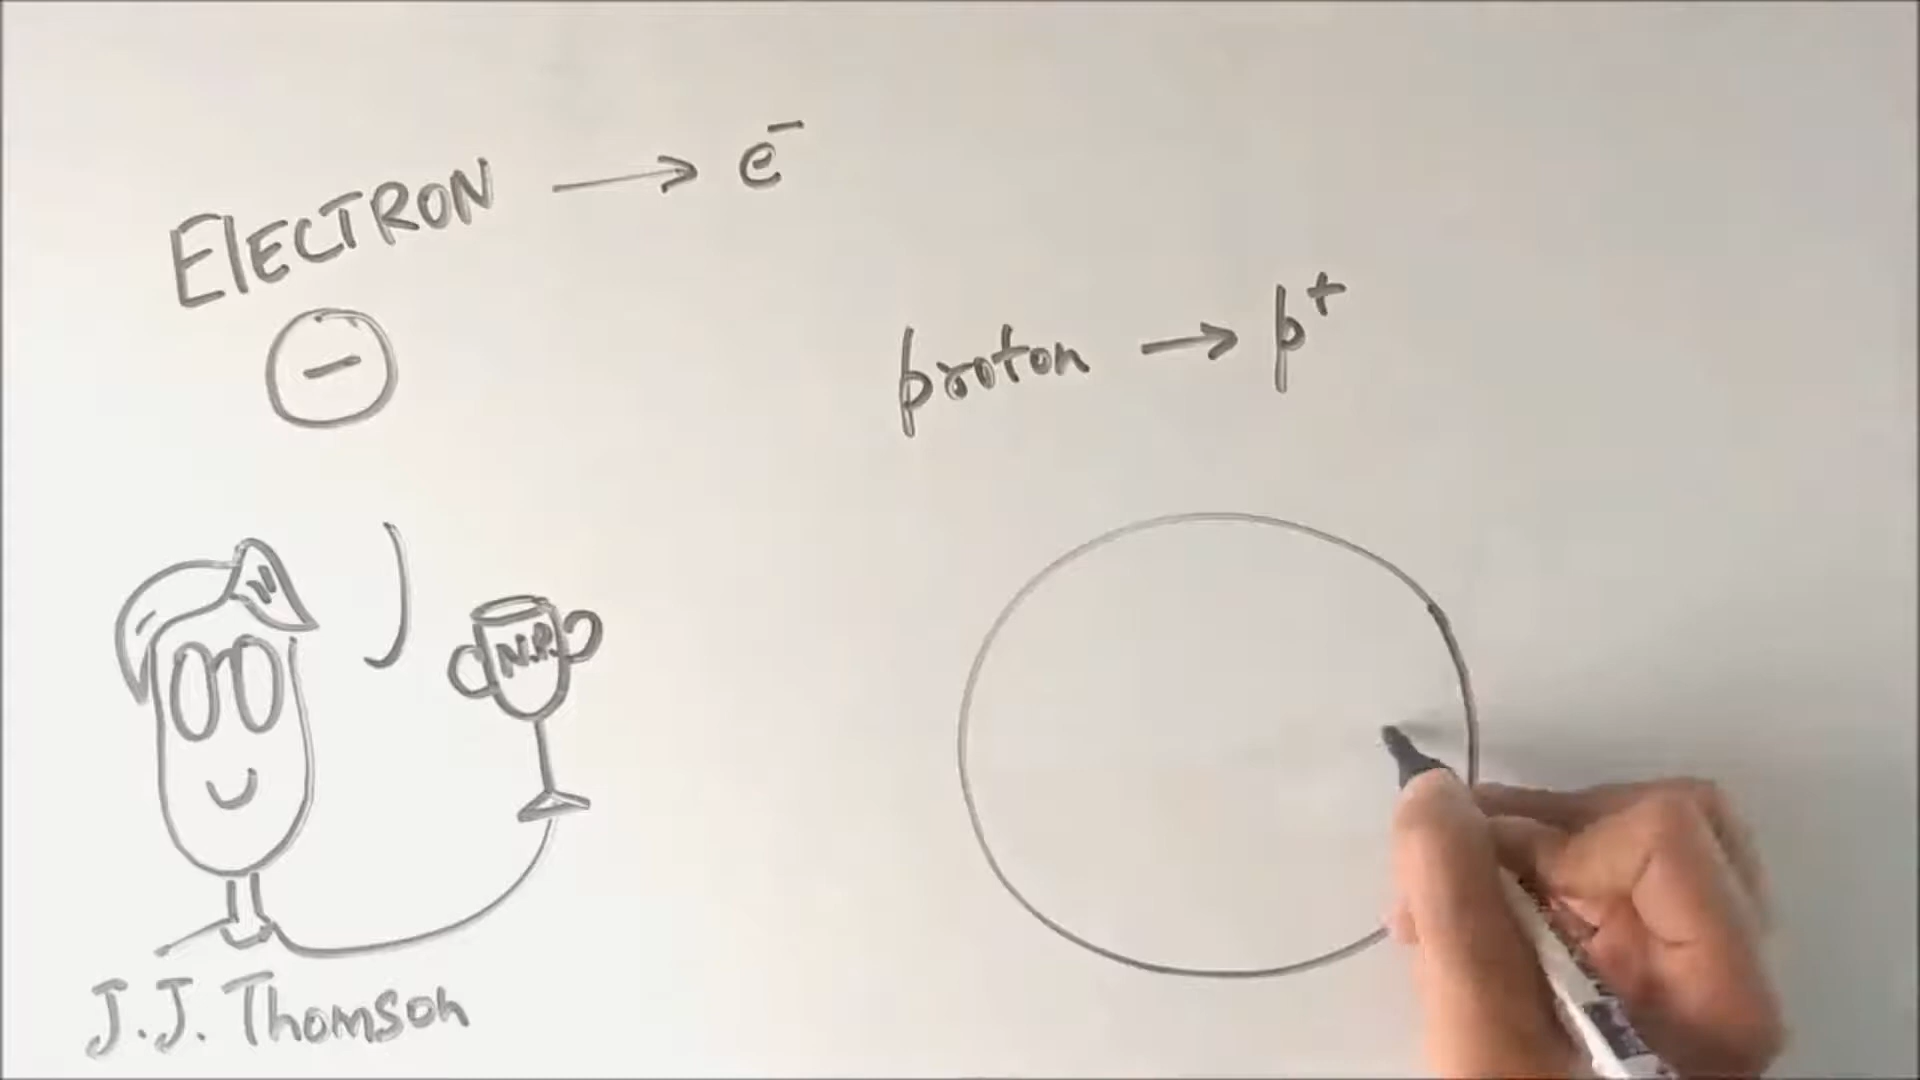 ELECTRON → e⁻
−
proton → p⁺
N.P.
J.J. Thomson